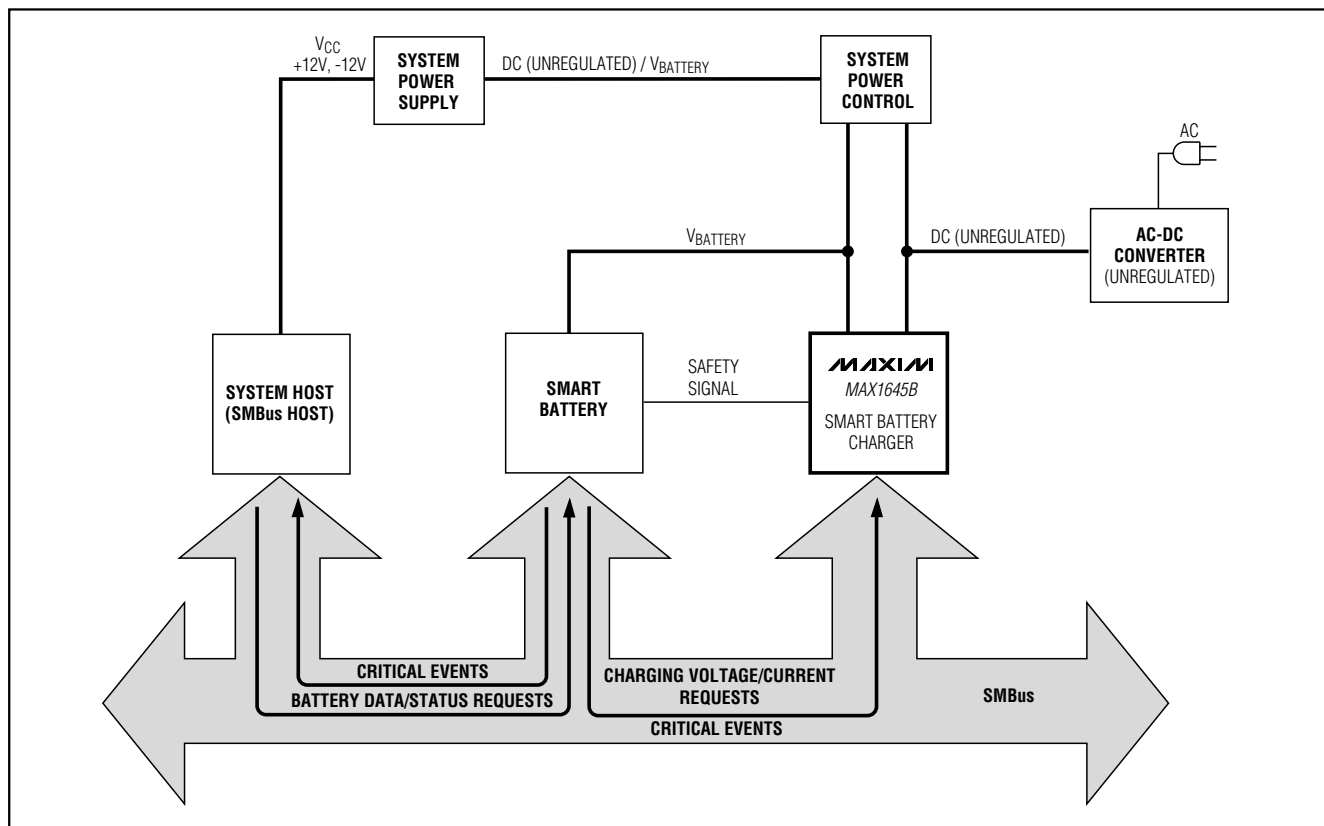 VCC
+12V, -12V
SYSTEM
POWER
SUPPLY
DC (UNREGULATED) / VBATTERY
SYSTEM
POWER
CONTROL
AC
VBATTERY
DC (UNREGULATED)
AC-DC
CONVERTER
(UNREGULATED)
SYSTEM HOST
(SMBus HOST)
SMART
BATTERY
SAFETY
SIGNAL
MAXIM
MAX1645B
SMART BATTERY
CHARGER
CRITICAL EVENTS
BATTERY DATA/STATUS REQUESTS
CHARGING VOLTAGE/CURRENT
REQUESTS
CRITICAL EVENTS
SMBus